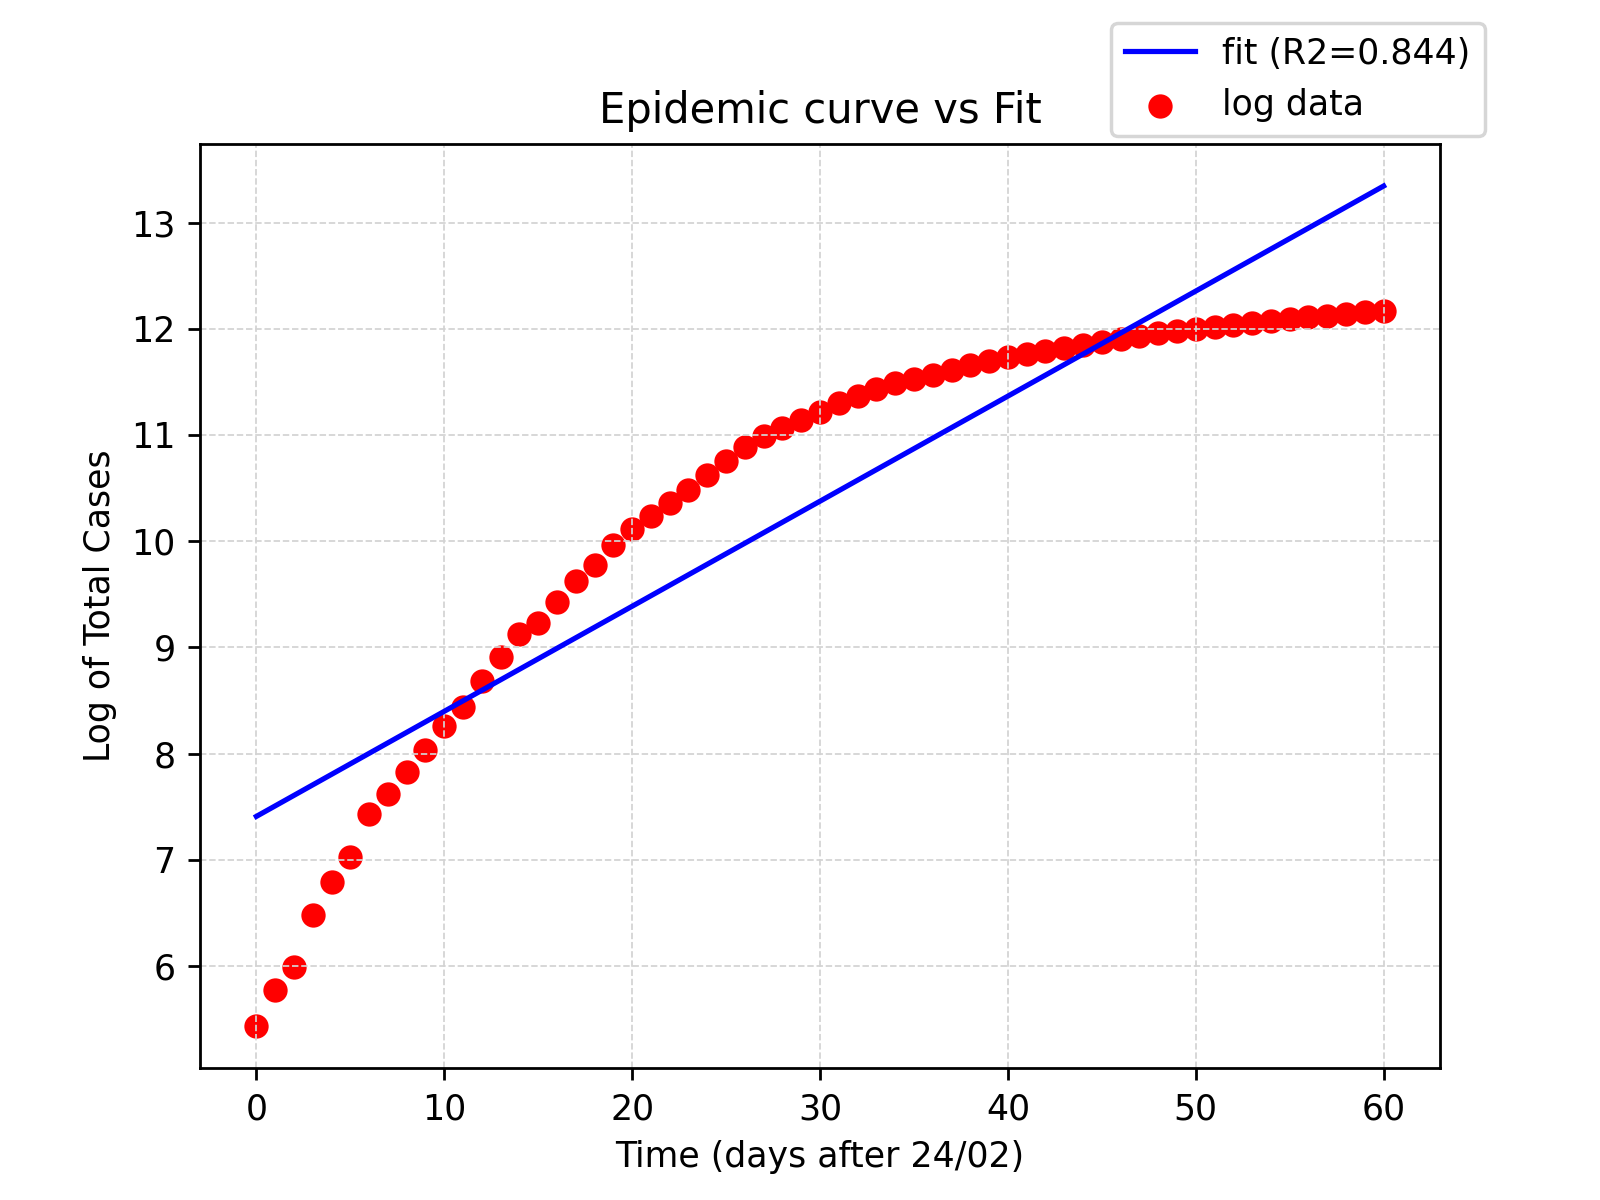 fit (R2=0.844)
log data
Epidemic curve vs Fit
13
12
11
10
9
8
7
6
Log of Total Cases
0 10 20 30 40 50 60
Time (days after 24/02)